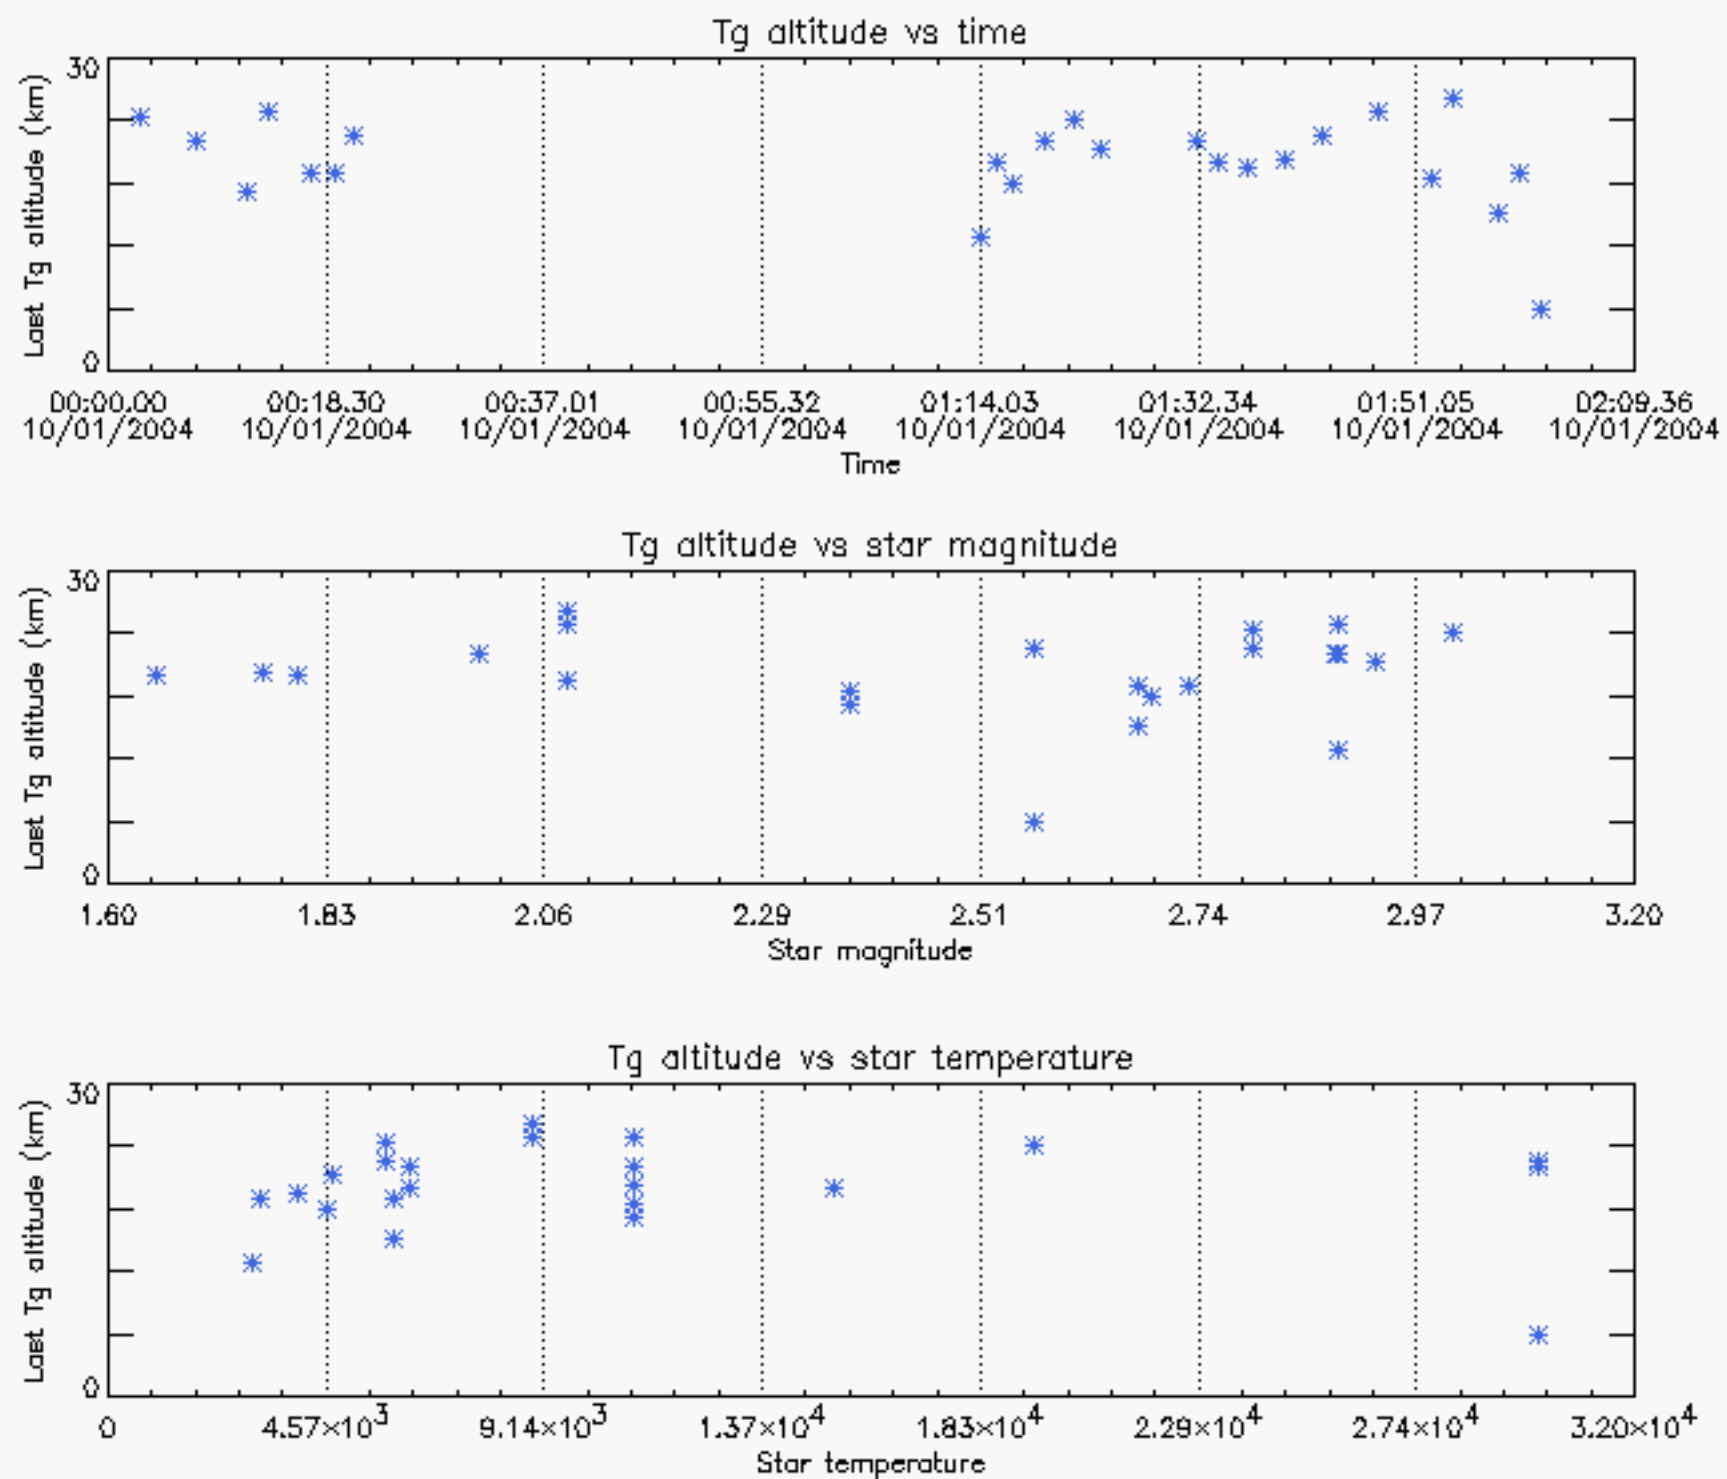 Tg altitude vs time
Last Tg altitude (km)
30
0
00:00.00 00:18.30 00:37.01 00:55.32 01:14.03 01:32.34 01:51.05 02:09.36
10/01/2004 10/01/2004 10/01/2004 10/01/2004 10/01/2004 10/01/2004 10/01/2004 10/01/2004
Time
Tg altitude vs star magnitude
Last Tg altitude (km)
30
0
1.60 1.83 2.06 2.29 2.51 2.74 2.97 3.20
Star magnitude
Tg altitude vs star temperature
Last Tg altitude (km)
30
0
0 4.57×10³ 9.14×10³ 1.37×10⁴ 1.83×10⁴ 2.29×10⁴ 2.74×10⁴ 3.20×10⁴
Star temperature